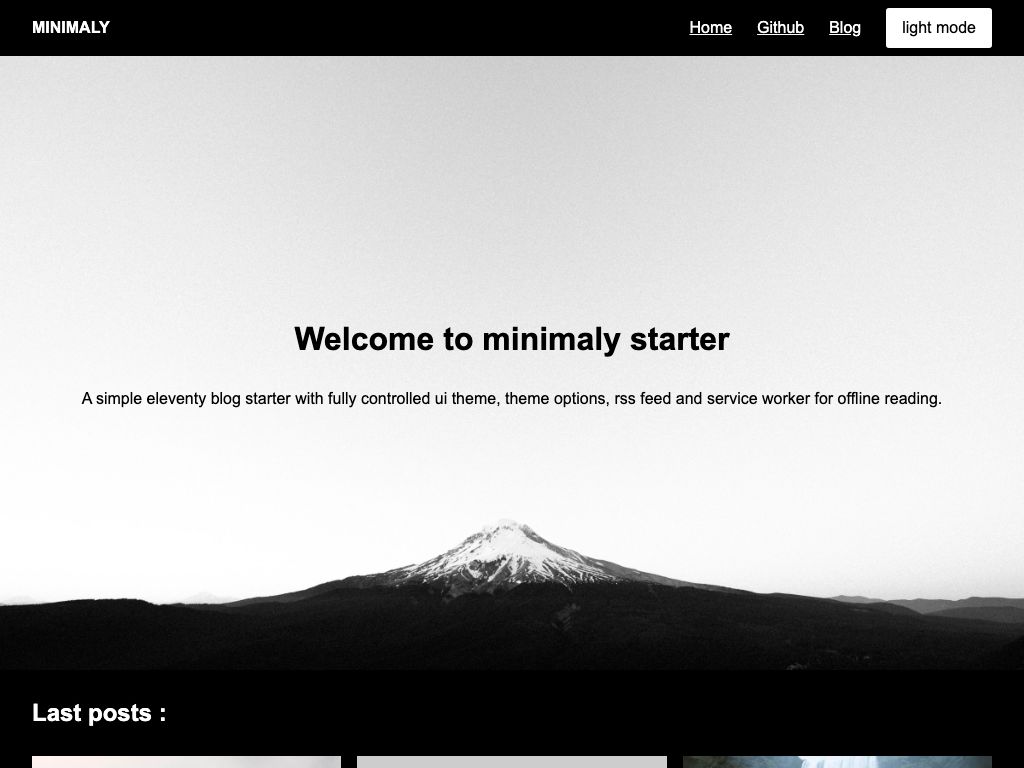 MINIMALY
Home Github Blog light mode
Welcome to minimaly starter
A simple eleventy blog starter with fully controlled ui theme, theme options, rss feed and service worker for offline reading.
Last posts :